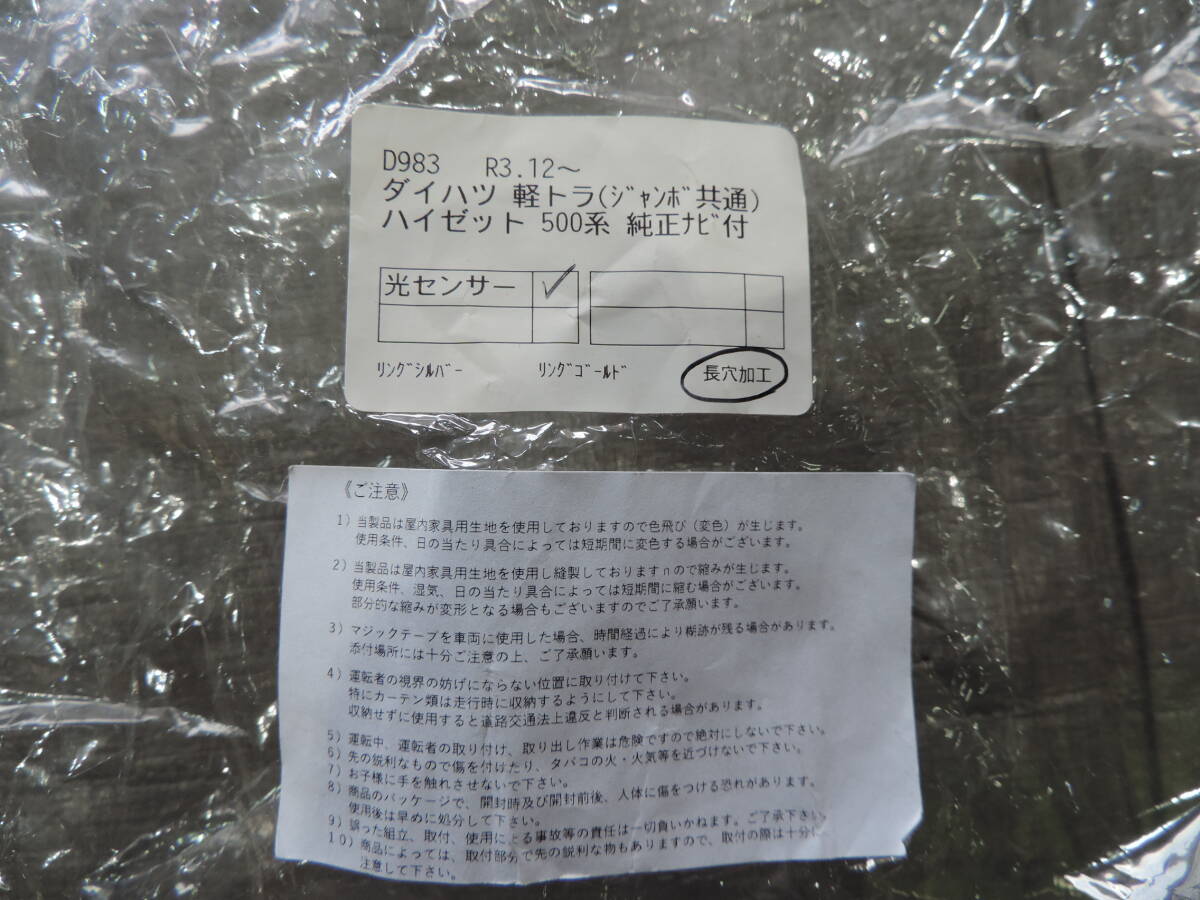 D983 R3.12～
ダイハツ 軽トラ(ｼﾞｬﾝﾎﾞ共通)
ハイゼット 500系 純正ﾅﾋﾞ付
光センサー ✓
ﾘﾝｸﾞｼﾙﾊﾞｰ ﾘﾝｸﾞｺﾞｰﾙﾄﾞ 長穴加工
《ご注意》
1）当製品は屋内家具用生地を使用しておりますので色飛び（変色）が生じます。
使用条件、日の当たり具合によっては短期間に変色する場合がございます。
2）当製品は屋内家具用生地を使用し縫製しておりますｎので縮みが生じます。
使用条件、湿気、日の当たり具合によっては短期間に縮む場合がございます。
部分的な縮みが変形となる場合もございますのでご了承願います。
3）マジックテープを車両に使用した場合、時間経過により糊跡が残る場合があります。
添付場所には十分ご注意の上、ご了承願います。
4）運転者の視界の妨げにならない位置に取り付けて下さい。
特にカーテン類は走行時に収納するようにして下さい。
収納せずに使用すると道路交通法上違反と判断される場合があります。
5）運転中、運転者の取り付け、取り出し作業は危険ですので絶対にしないで下さい。
6）先の鋭利なもので傷を付けたり、タバコの火・火気等を近づけないで下さい。
7）お子様に手を触れさせないで下さい。
8）商品のパッケージで、開封時及び開封前後、人体に傷をつける恐れがあります。
使用後は早めに処分して下さい。
9）誤った組立、取付、使用による事故等の責任は一切負いかねます。ご了承下さい。
10）商品によっては、取付部分で先の鋭利な物もありますので、取付の際は十分に
注意して下さい。